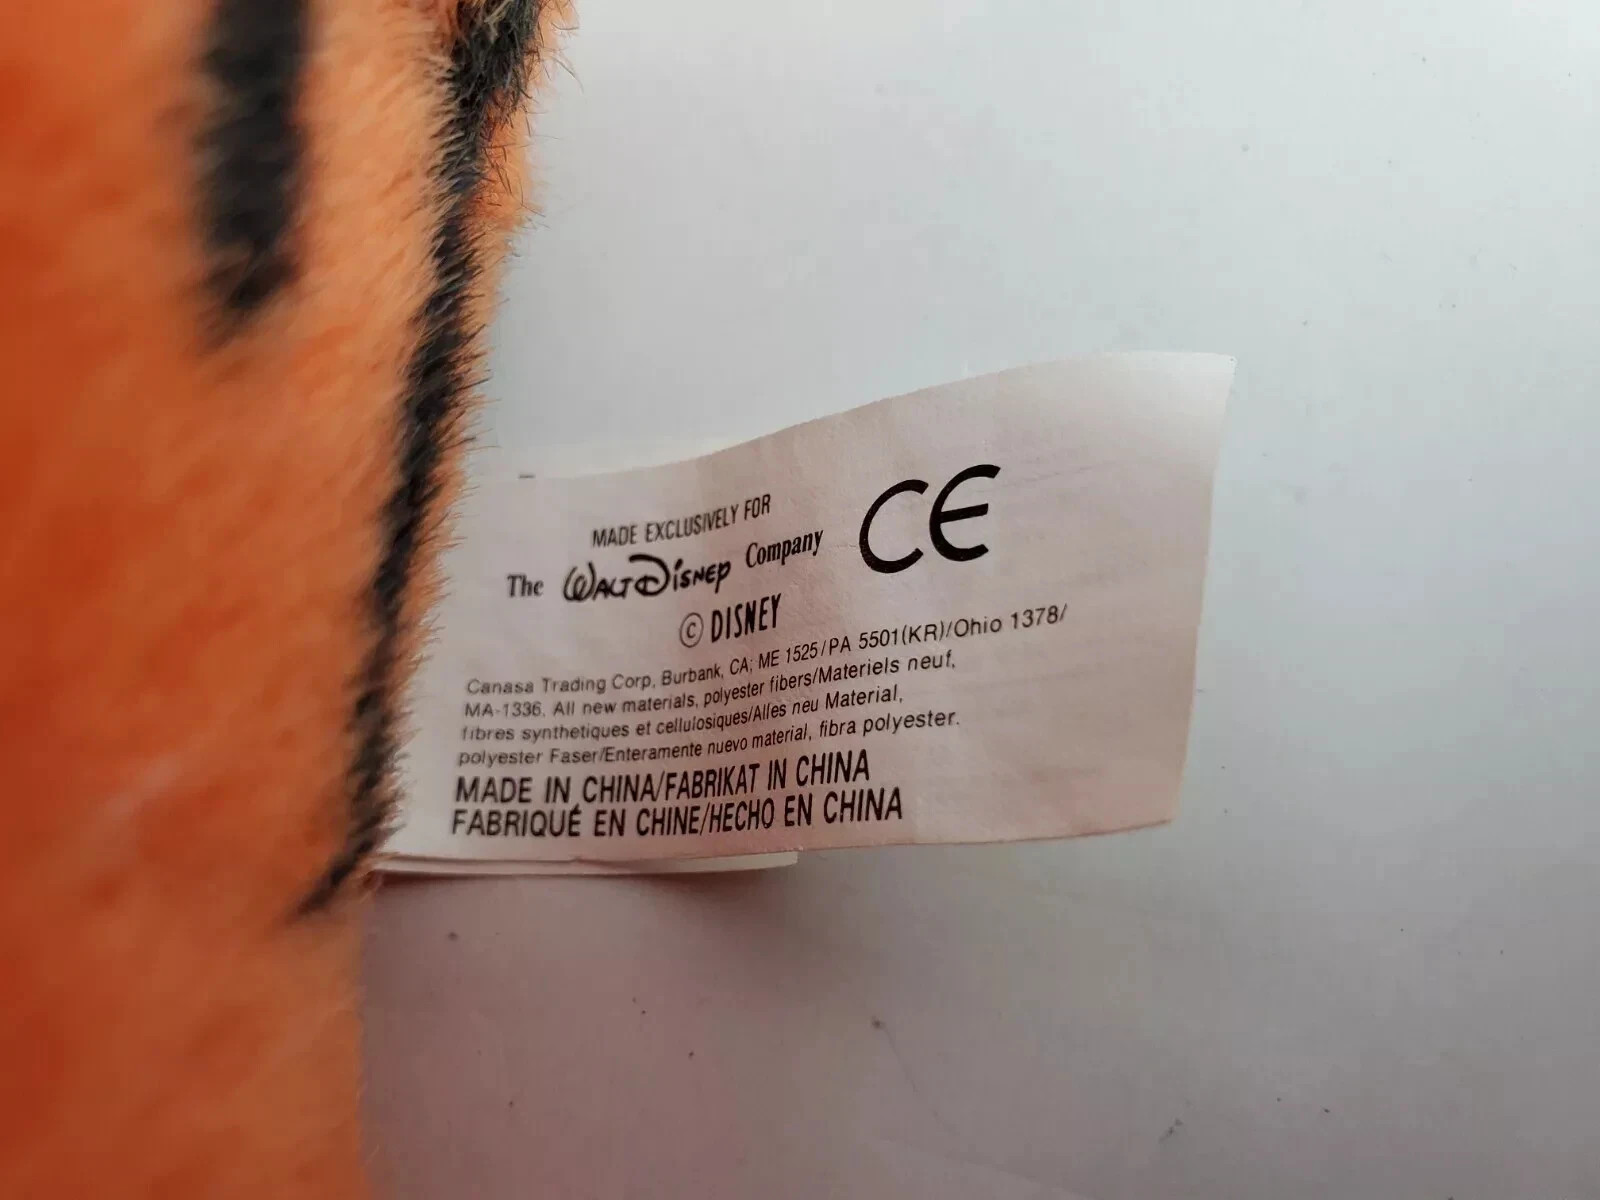 MADE EXCLUSIVELY FOR
The WALT DISNEY Company
CE
© DISNEY
Canasa Trading Corp, Burbank, CA; ME 1525/PA 5501(KR)/Ohio 1378/
MA-1336. All new materials, polyester fibers/Materiels neuf,
fibres synthetiques et cellulosiques/Alles neu Material,
polyester Faser/Enteramente nuevo material, fibra polyester.
MADE IN CHINA/FABRIKAT IN CHINA
FABRIQUÉ EN CHINE/HECHO EN CHINA